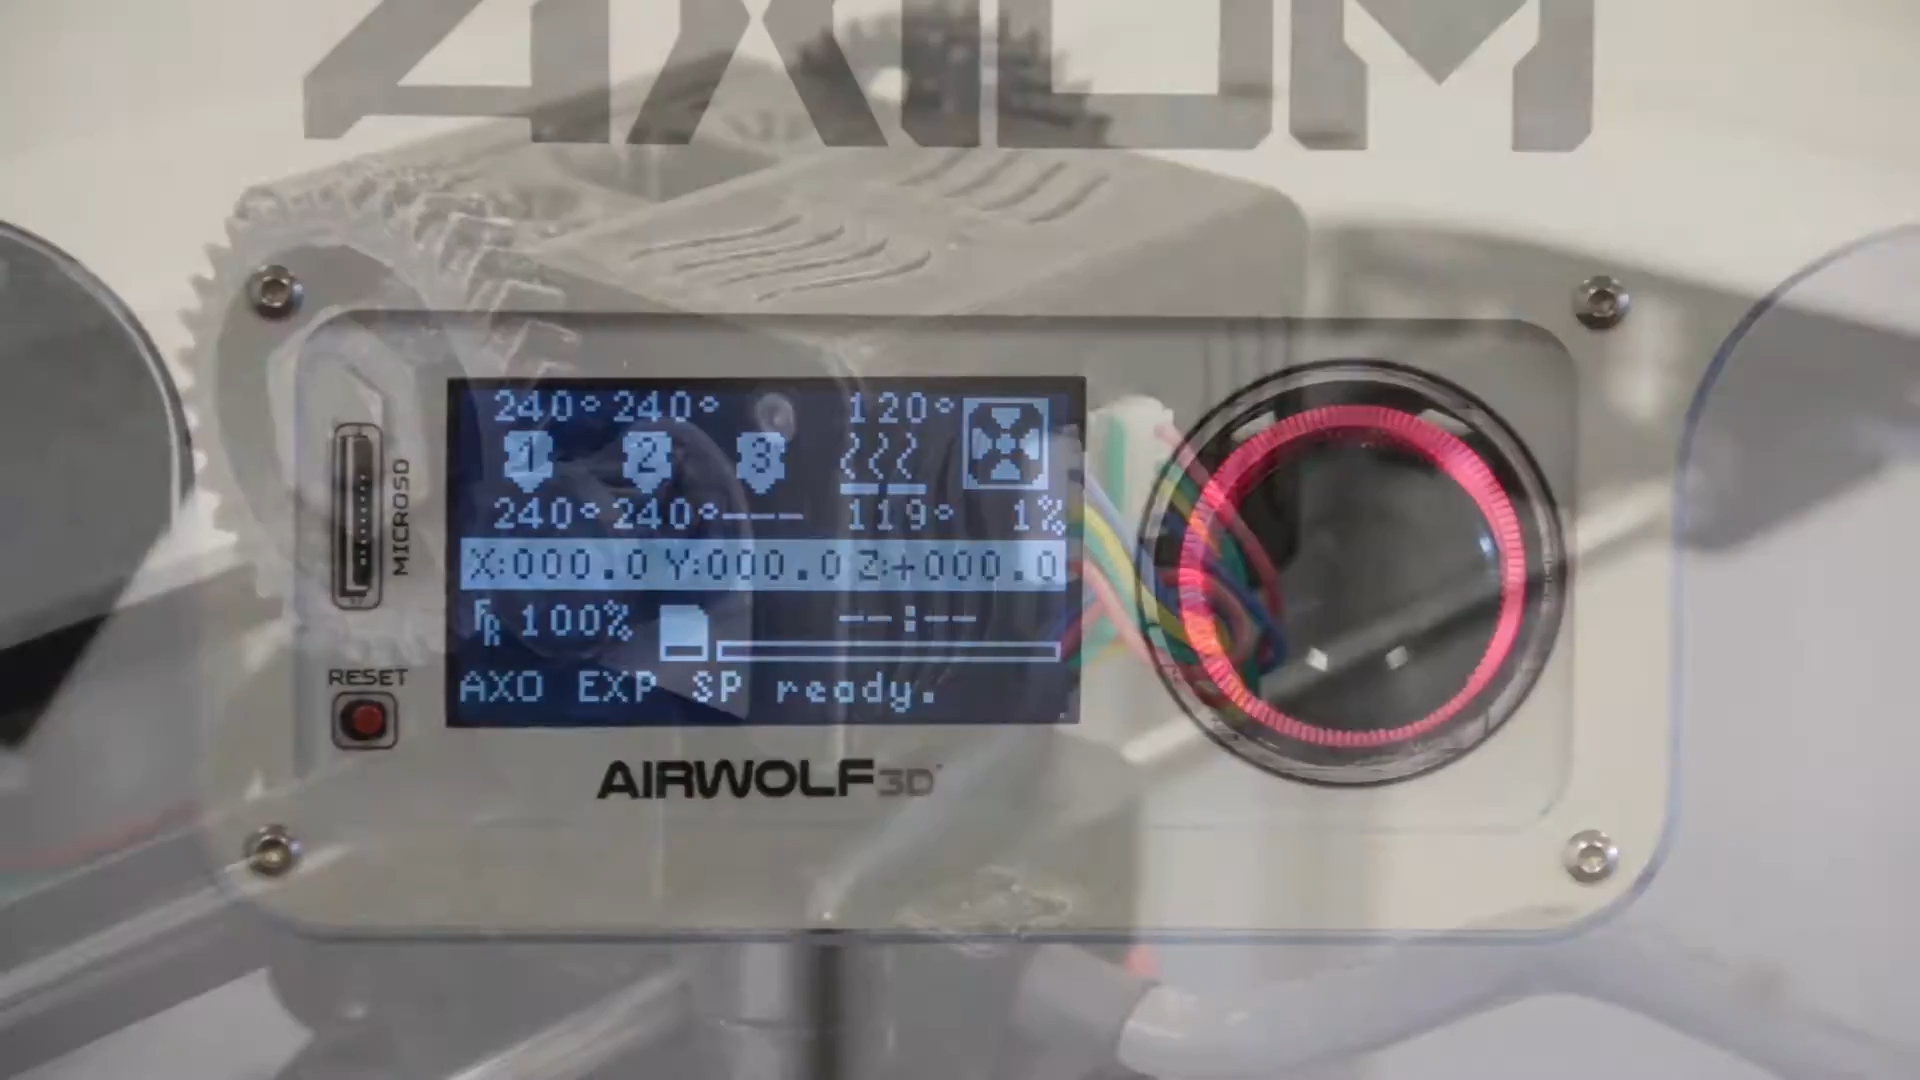 AXIOM
240° 240° 120°
1 2 3
240° 240° --- 119° 1%
X:000.0 Y:000.0 Z:+000.0
FR 100% --:--
AXO EXP SP ready.
MICROSD
RESET
AIRWOLF3D